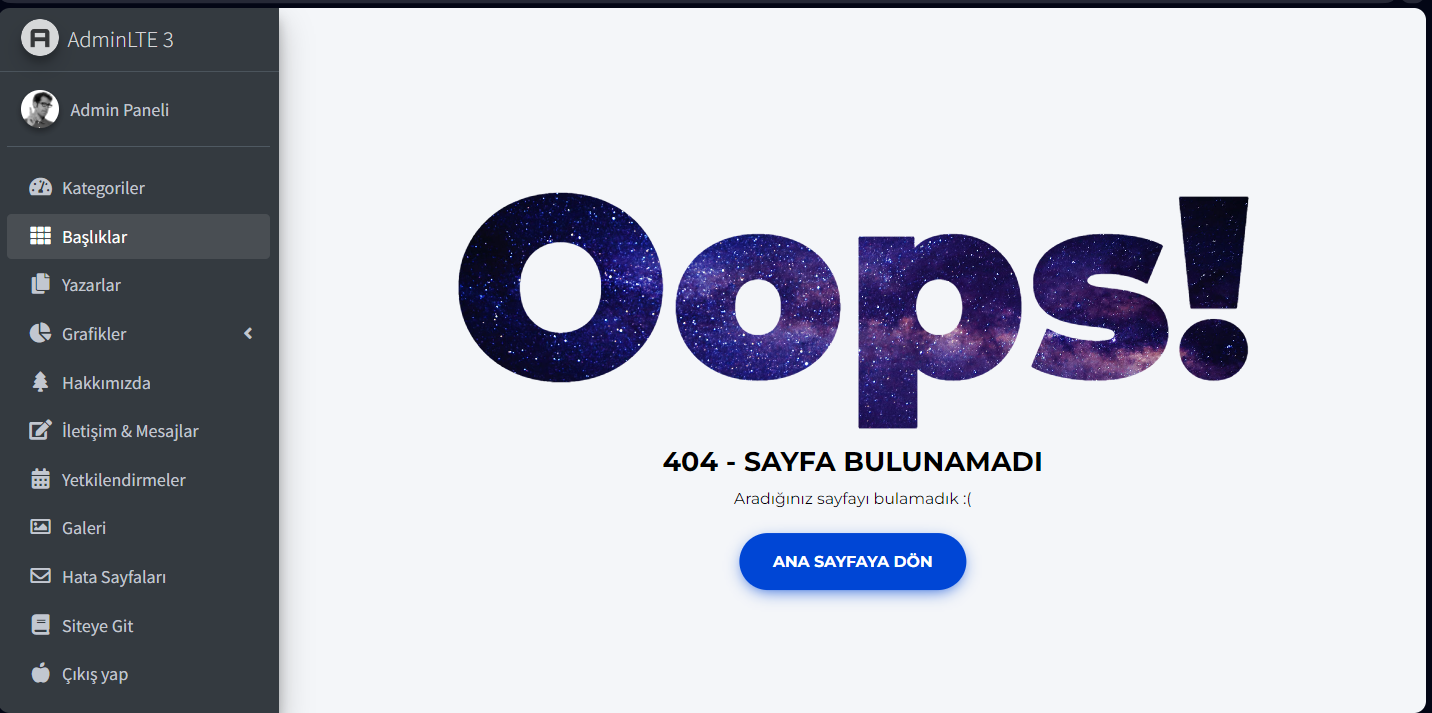 AdminLTE 3
Admin Paneli
Kategoriler
Başlıklar
Yazarlar
Grafikler
Hakkımızda
İletişim & Mesajlar
Yetkilendirmeler
Galeri
Hata Sayfaları
Siteye Git
Çıkış yap
Oops!
404 - SAYFA BULUNAMADI
Aradığınız sayfayı bulamadık :(
ANA SAYFAYA DÖN